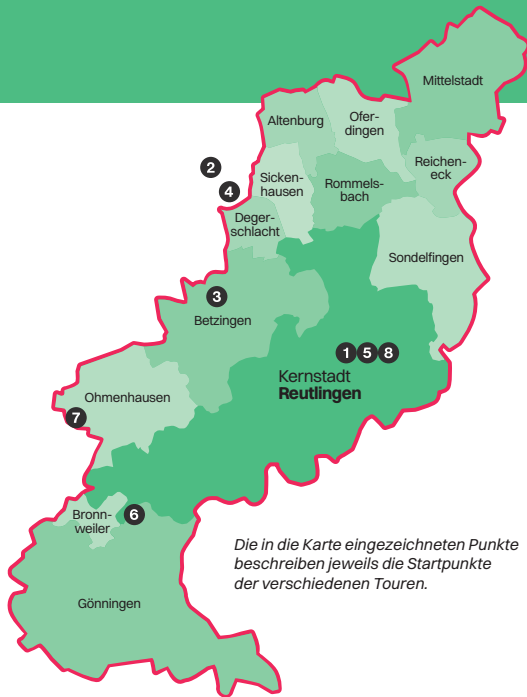 Mittelstadt
Altenburg
Ofer-
dingen
Reichen-
eck
2
4
Sicken-
hausen
Rommels-
bach
Deger-
schlacht
Sondelfingen
3
Betzingen
1 5 8
Kernstadt
Reutlingen
Ohmenhausen
7
Bronn-
weiler
6
Die in die Karte eingezeichneten Punkte
beschreiben jeweils die Startpunkte
der verschiedenen Touren.
Gönningen